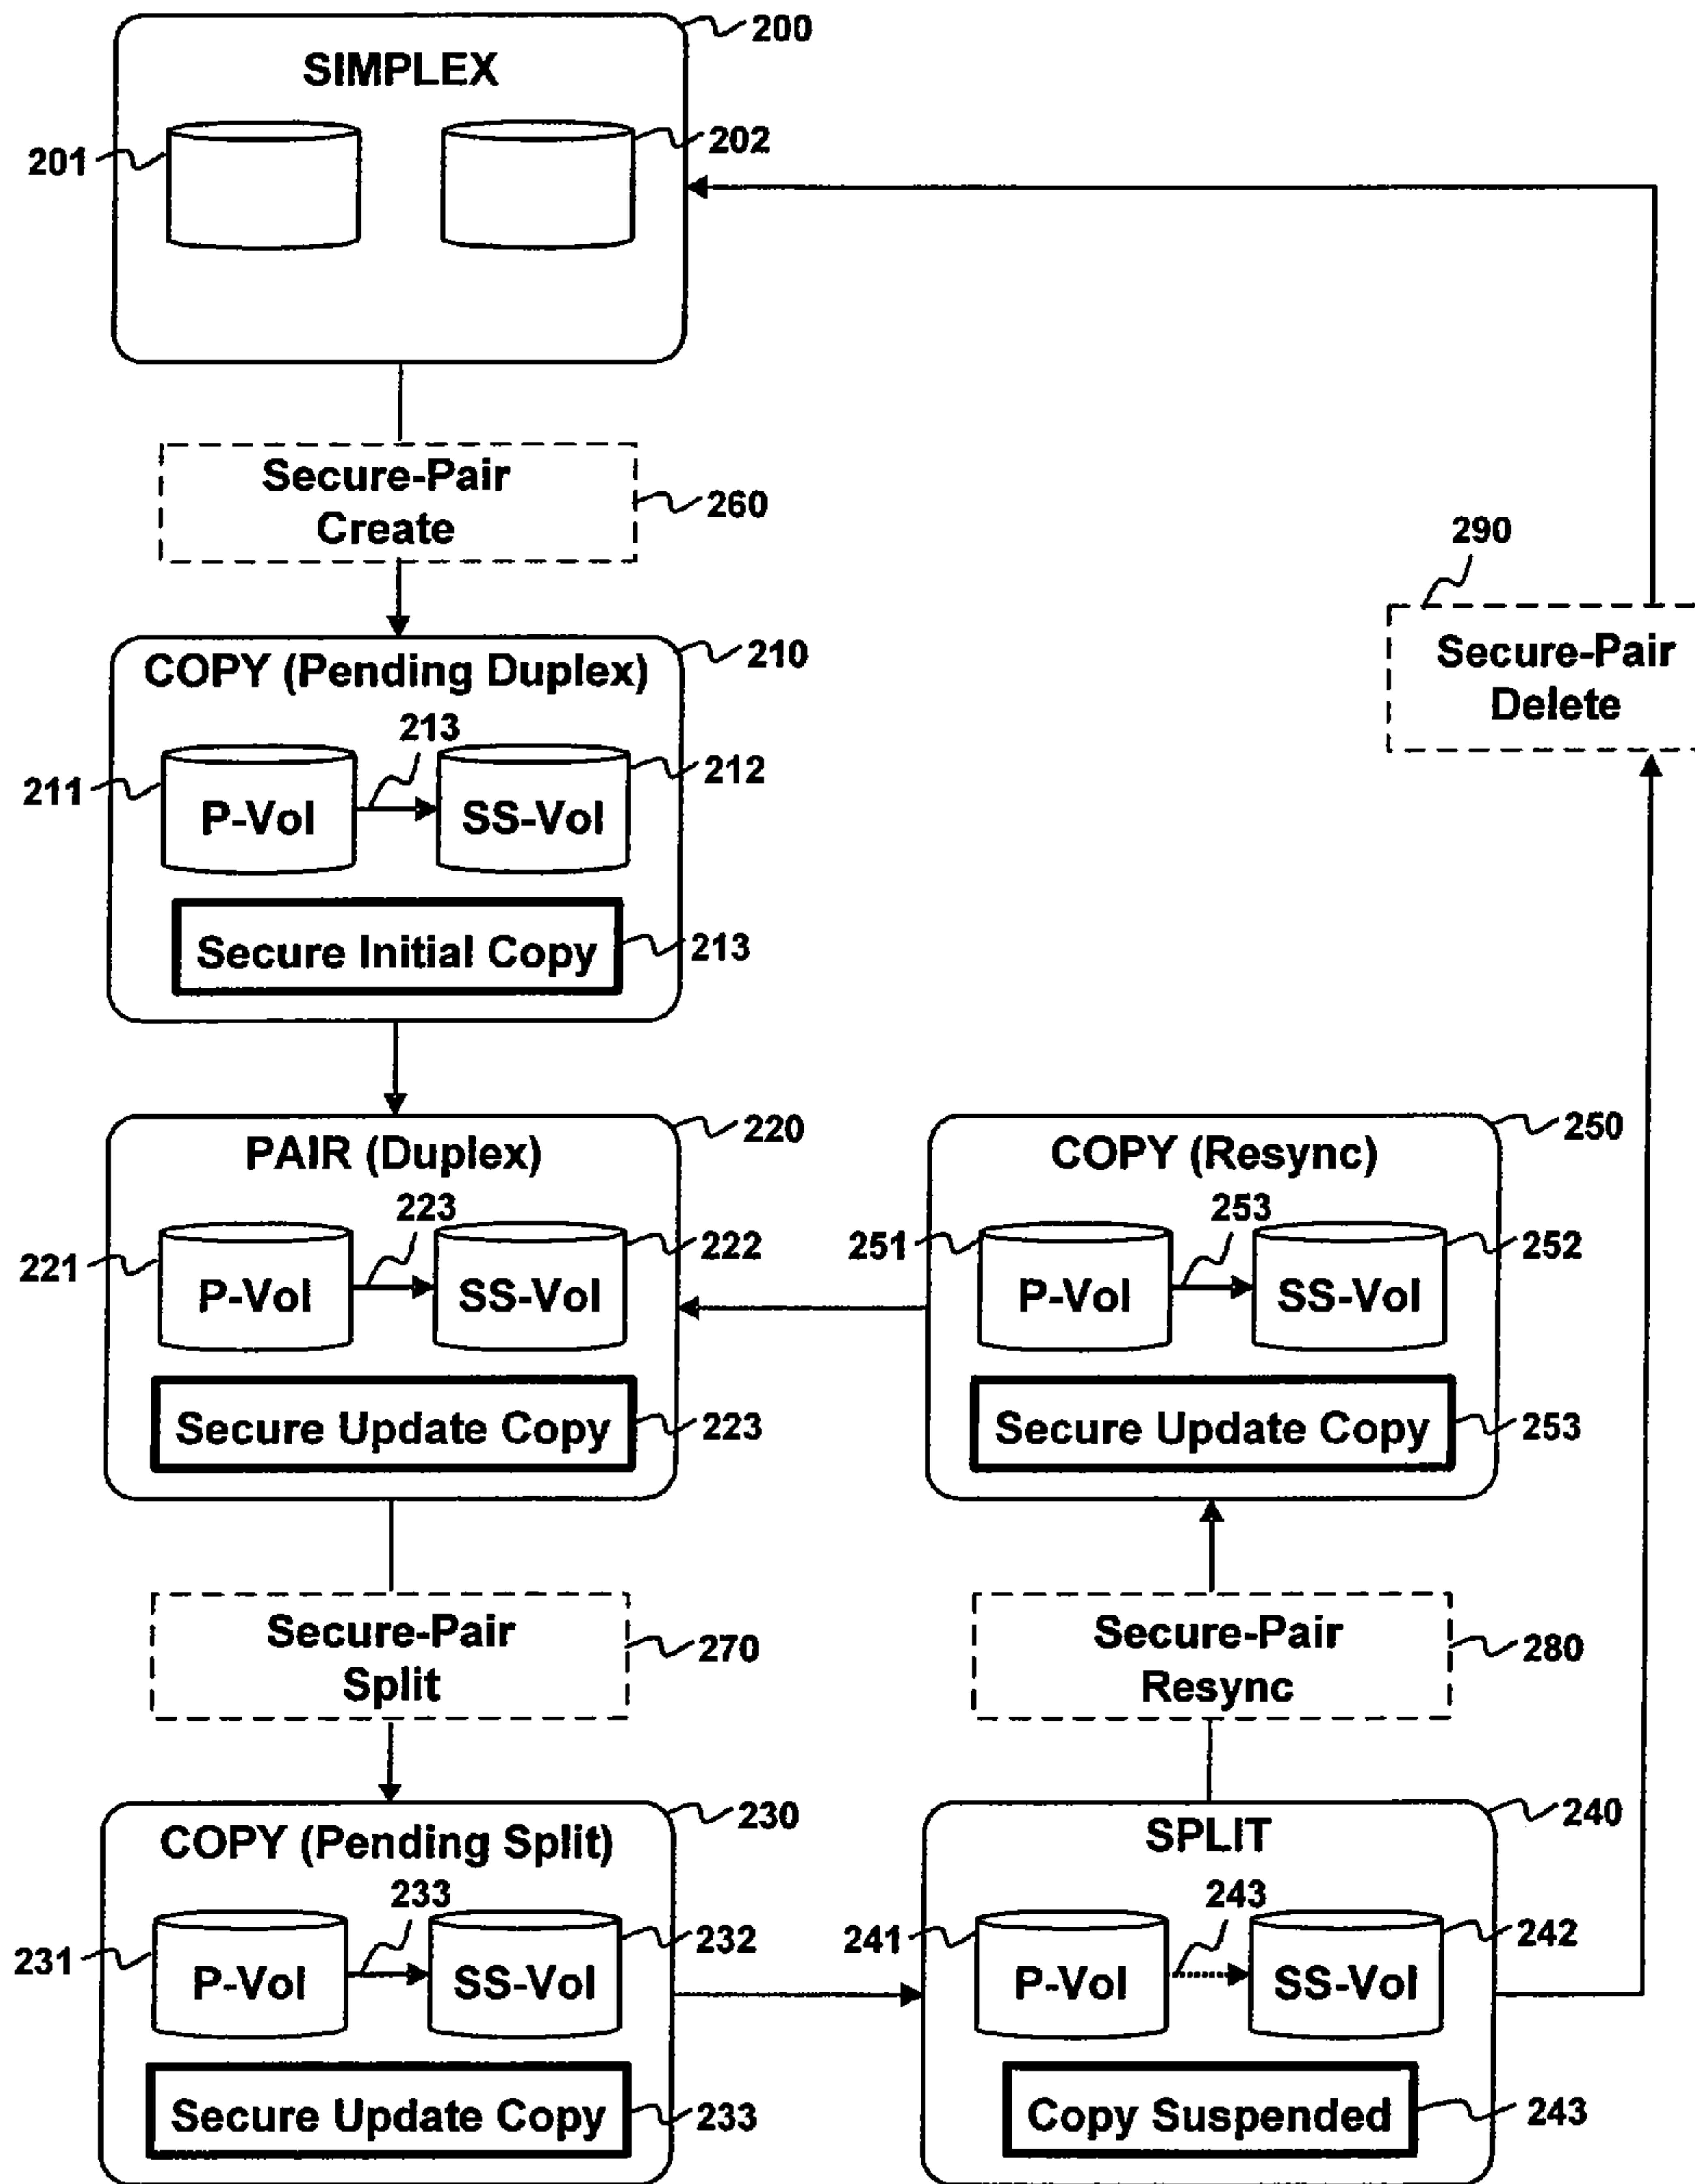 200
SIMPLEX
201
202
Secure-Pair
Create
260
290
Secure-Pair
Delete
210
COPY (Pending Duplex)
213
211
212
P-Vol
SS-Vol
Secure Initial Copy
213
220
PAIR (Duplex)
223
221
222
P-Vol
SS-Vol
Secure Update Copy
223
250
COPY (Resync)
253
251
252
P-Vol
SS-Vol
Secure Update Copy
253
Secure-Pair
Split
270
Secure-Pair
Resync
280
230
COPY (Pending Split)
233
231
232
P-Vol
SS-Vol
Secure Update Copy
233
240
SPLIT
243
241
242
P-Vol
SS-Vol
Copy Suspended
243